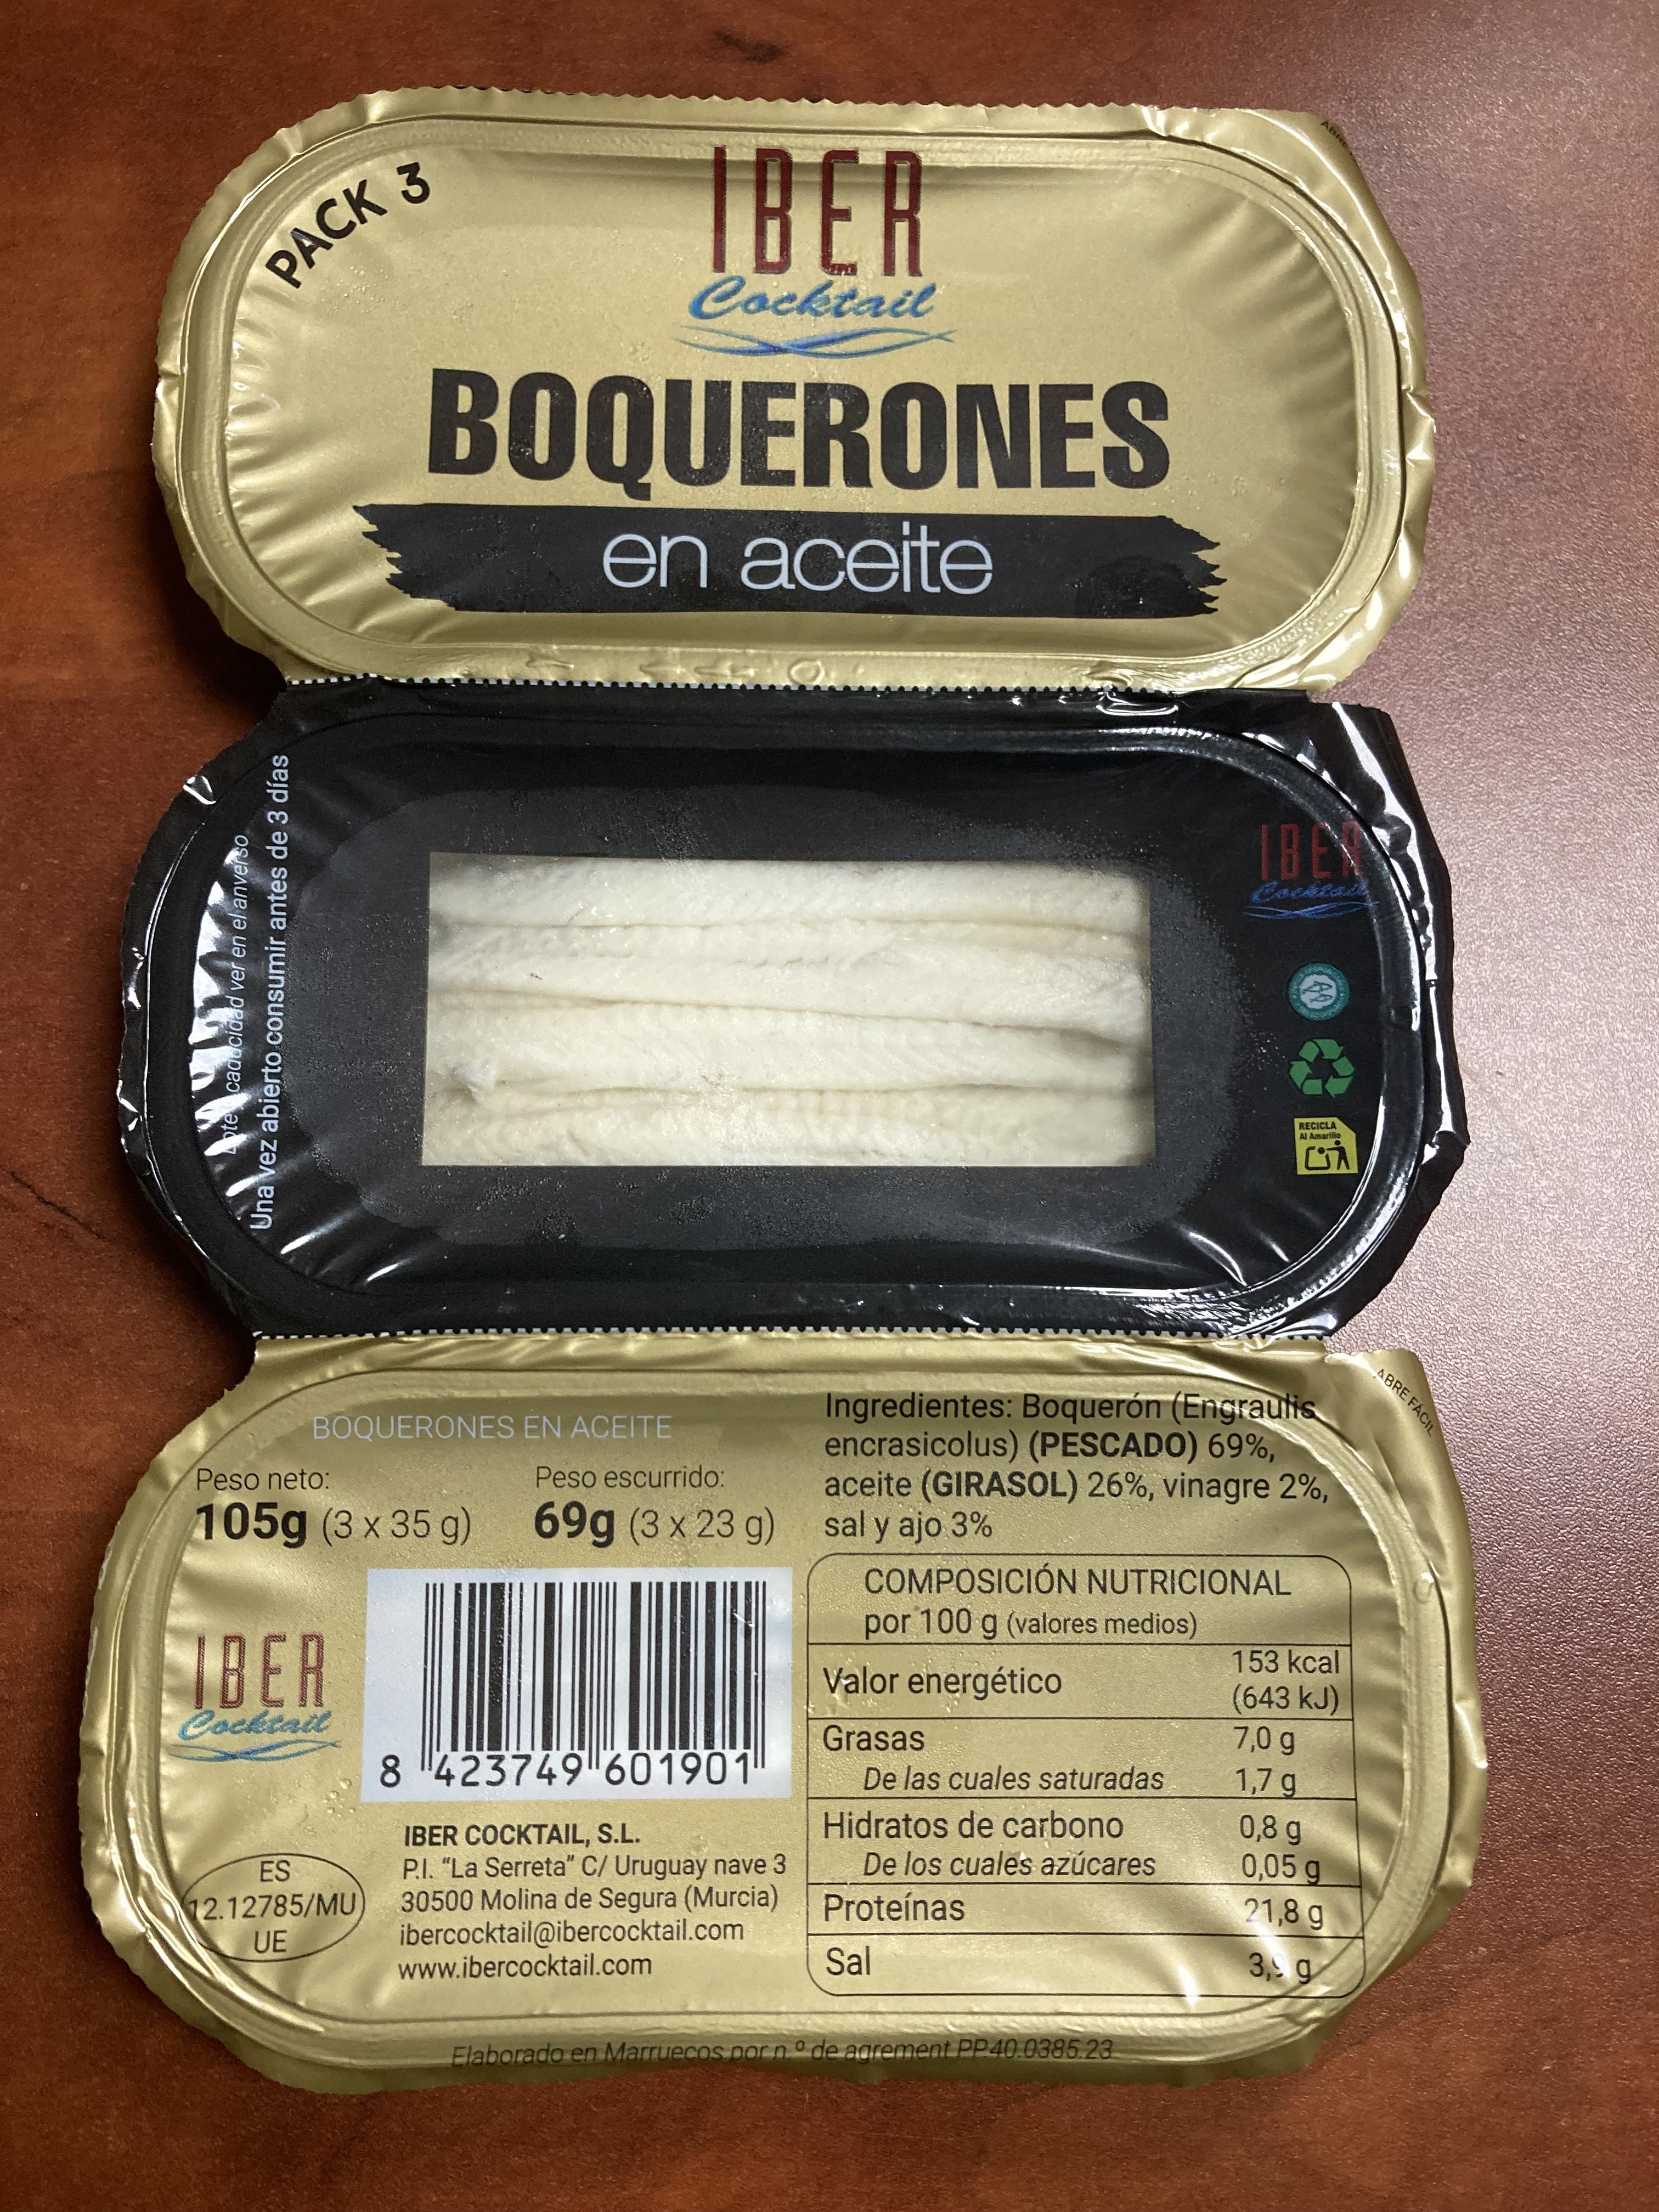 PACK 3
IBER
Cocktail
BOQUERONES
en aceite
Lote y caducidad ver en el anverso
Una vez abierto consumir antes de 3 días
IBER
Cocktail
RECICLA
Al Amarillo
ABRE FÁCIL
BOQUERONES EN ACEITE
Peso neto:
105g (3 x 35 g)
Peso escurrido:
69g (3 x 23 g)
IBER
Cocktail
8 423749 601901
IBER COCKTAIL, S.L.
P.I. “La Serreta” C/ Uruguay nave 3
30500 Molina de Segura (Murcia)
ibercocktail@ibercocktail.com
www.ibercocktail.com
ES
12.12785/MU
UE
Ingredientes: Boquerón (Engraulis
encrasicolus) (PESCADO) 69%,
aceite (GIRASOL) 26%, vinagre 2%,
sal y ajo 3%
COMPOSICIÓN NUTRICIONAL
por 100 g (valores medios)
Valor energético 153 kcal
(643 kJ)
Grasas 7,0 g
De las cuales saturadas 1,7 g
Hidratos de carbono 0,8 g
De los cuales azúcares 0,05 g
Proteínas 21,8 g
Sal 3,9 g
Elaborado en Marruecos por n.º de agrement PP.40.0385.23